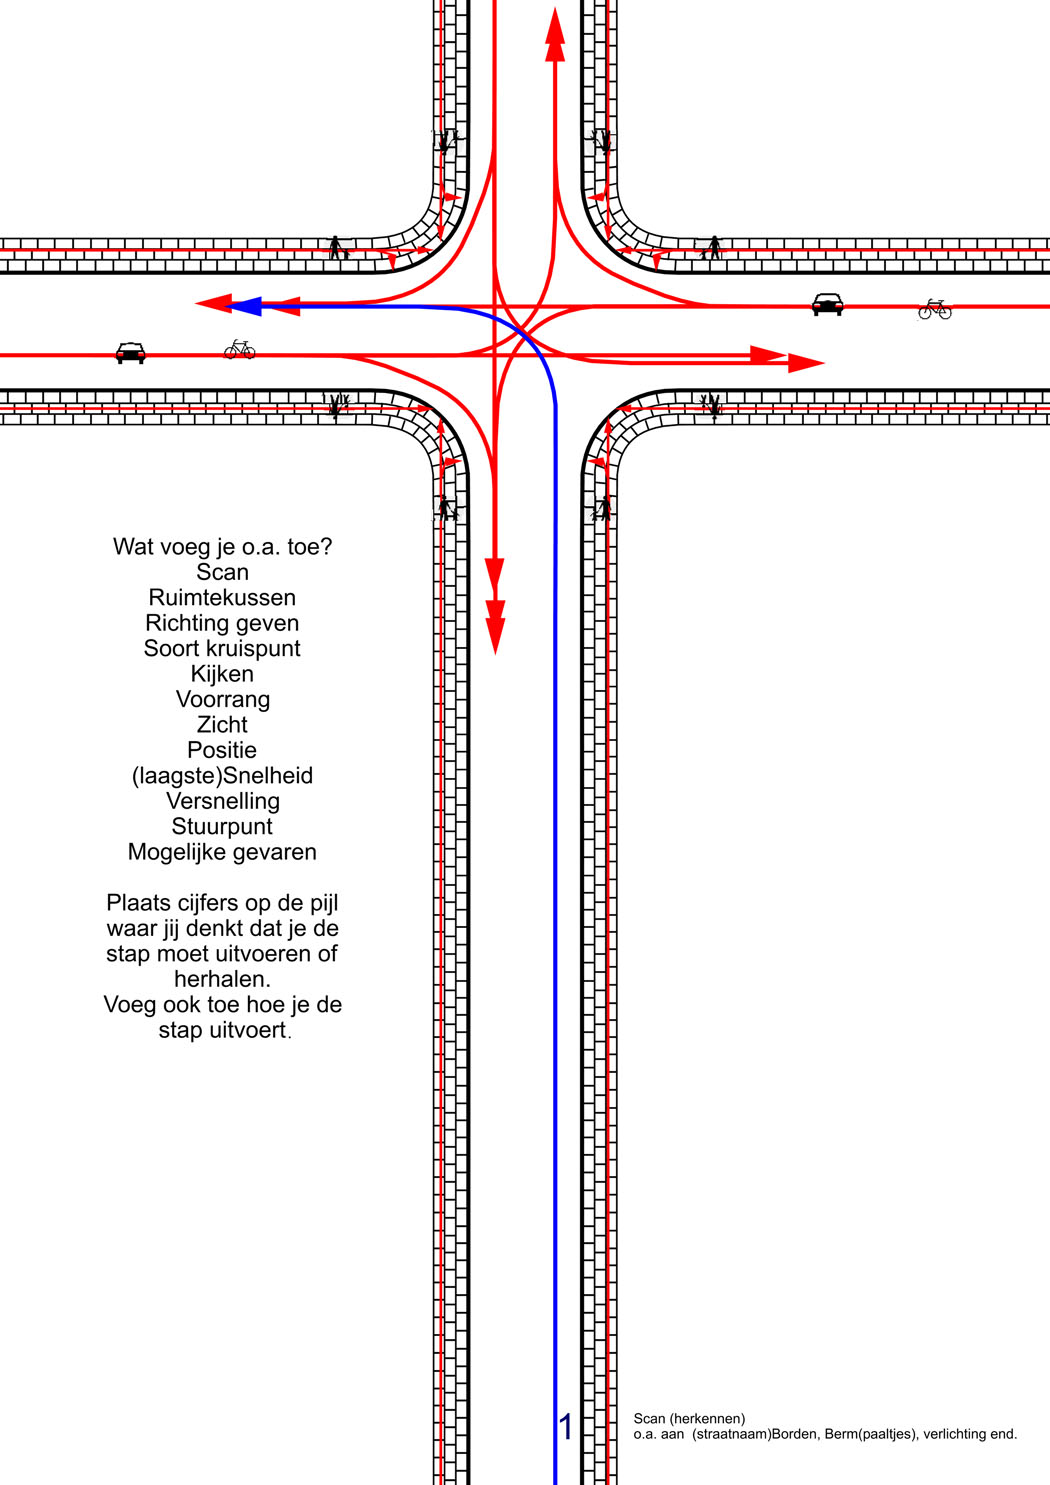 Wat voeg je o.a. toe?
Scan
Ruimtekussen
Richting geven
Soort kruispunt
Kijken
Voorrang
Zicht
Positie
(laagste)Snelheid
Versnelling
Stuurpunt
Mogelijke gevaren
Plaats cijfers op de pijl
waar jij denkt dat je de
stap moet uitvoeren of
herhalen.
Voeg ook toe hoe je de
stap uitvoert.
1
Scan (herkennen)
o.a. aan (straatnaam)Borden, Berm(paaltjes), verlichting end.